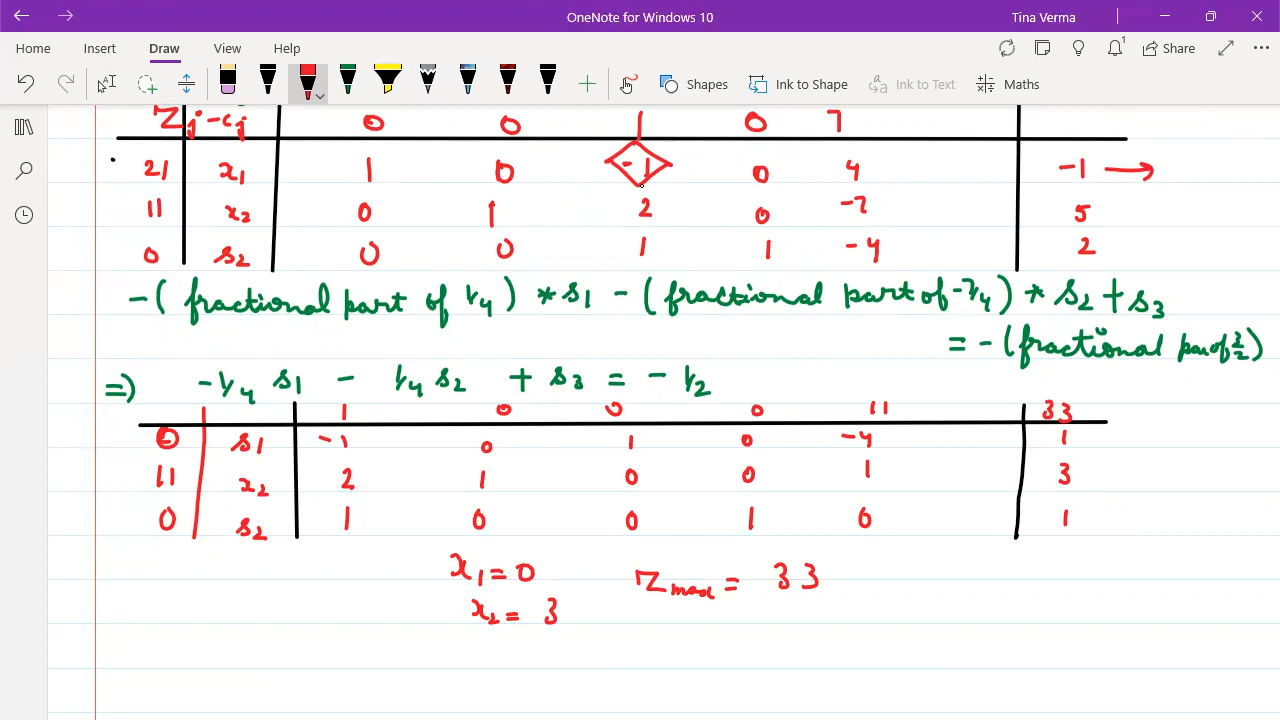 OneNote for Windows 10
Tina Verma
Home Insert Draw View Help
Share
Shapes Ink to Shape Ink to Text Maths
Zj-cj 0 0 1 0 7
21 x1 1 0 -1 0 4 -1 →
11 x2 0 1 2 0 -7 5
0 s2 0 0 1 1 -4 2
-( fractional part of 1/4 ) * s1 - (fractional part of -7/4) * s2 + s3
= - (fractional par of 3/2)
=) -1/4 s1 - 1/4 s2 + s3 = - 1/2
1 0 0 0 11 33
0 s1 -1 0 1 0 -4 1
11 x2 2 1 0 0 1 3
0 s2 1 0 0 1 0 1
x1 = 0 Zmax = 33
x2 = 3